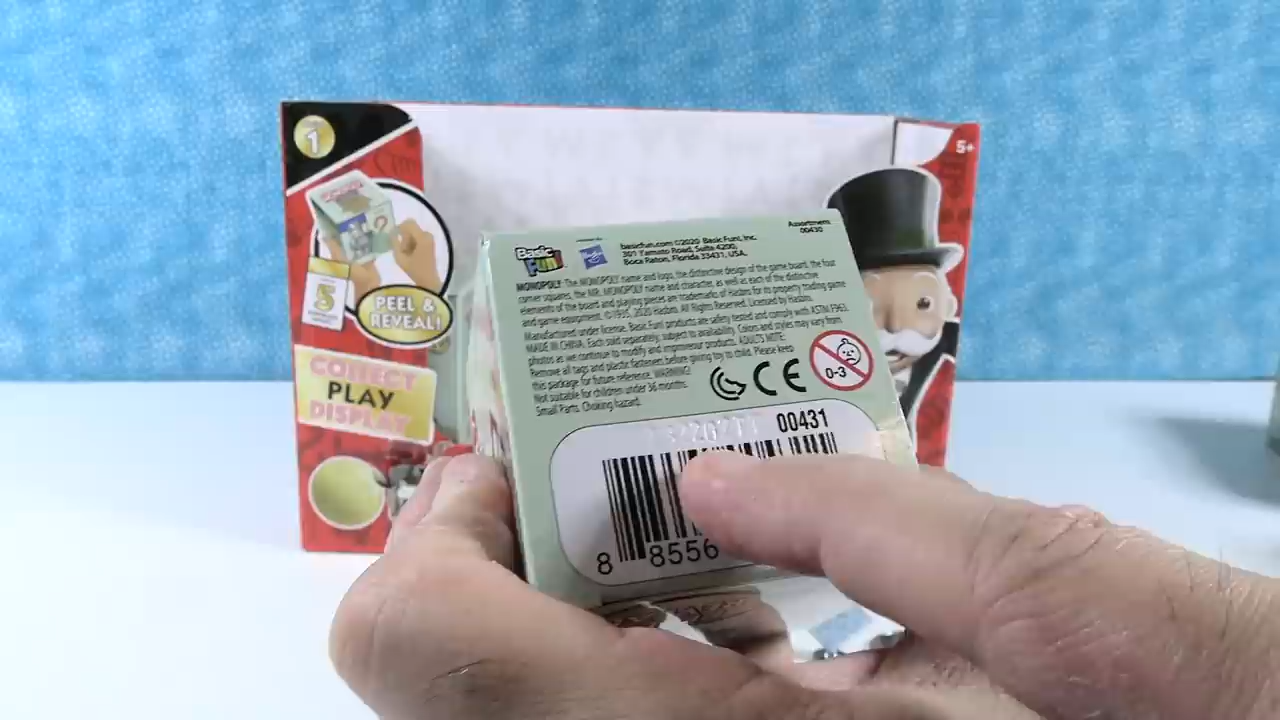 1
5+
5
PEEL &
REVEAL!
COLLECT
PLAY
DISPLAY
Basic
Fun!
Hasbro
basicfun.com ©2020 Basic Fun!, Inc.
301 Yamato Road, Suite 4200,
Boca Raton, Florida 33431, USA.
Assortment
00430
MONOPOLY: The MONOPOLY name and logo, the distinctive design of the game board, the four
corner squares, the MR. MONOPOLY name and character, as well as each of the distinctive
elements of the board and playing pieces are trademarks of Hasbro for its property trading game
and game equipment. ©1935, 2020 Hasbro. All Rights Reserved. Licensed by Hasbro.
Manufactured under license. Basic Fun! products are safety tested and comply with ASTM F963.
MADE IN CHINA. Each sold separately, subject to availability. Colors and styles may vary from
photos as we continue to modify and improve our products. ADULTS NOTE:
Remove all tags and plastic fasteners before giving toy to child. Please keep
this package for future reference. WARNING!
Not suitable for children under 36 months.
Small Parts. Choking hazard.
CE
0-3
00431
8 8556